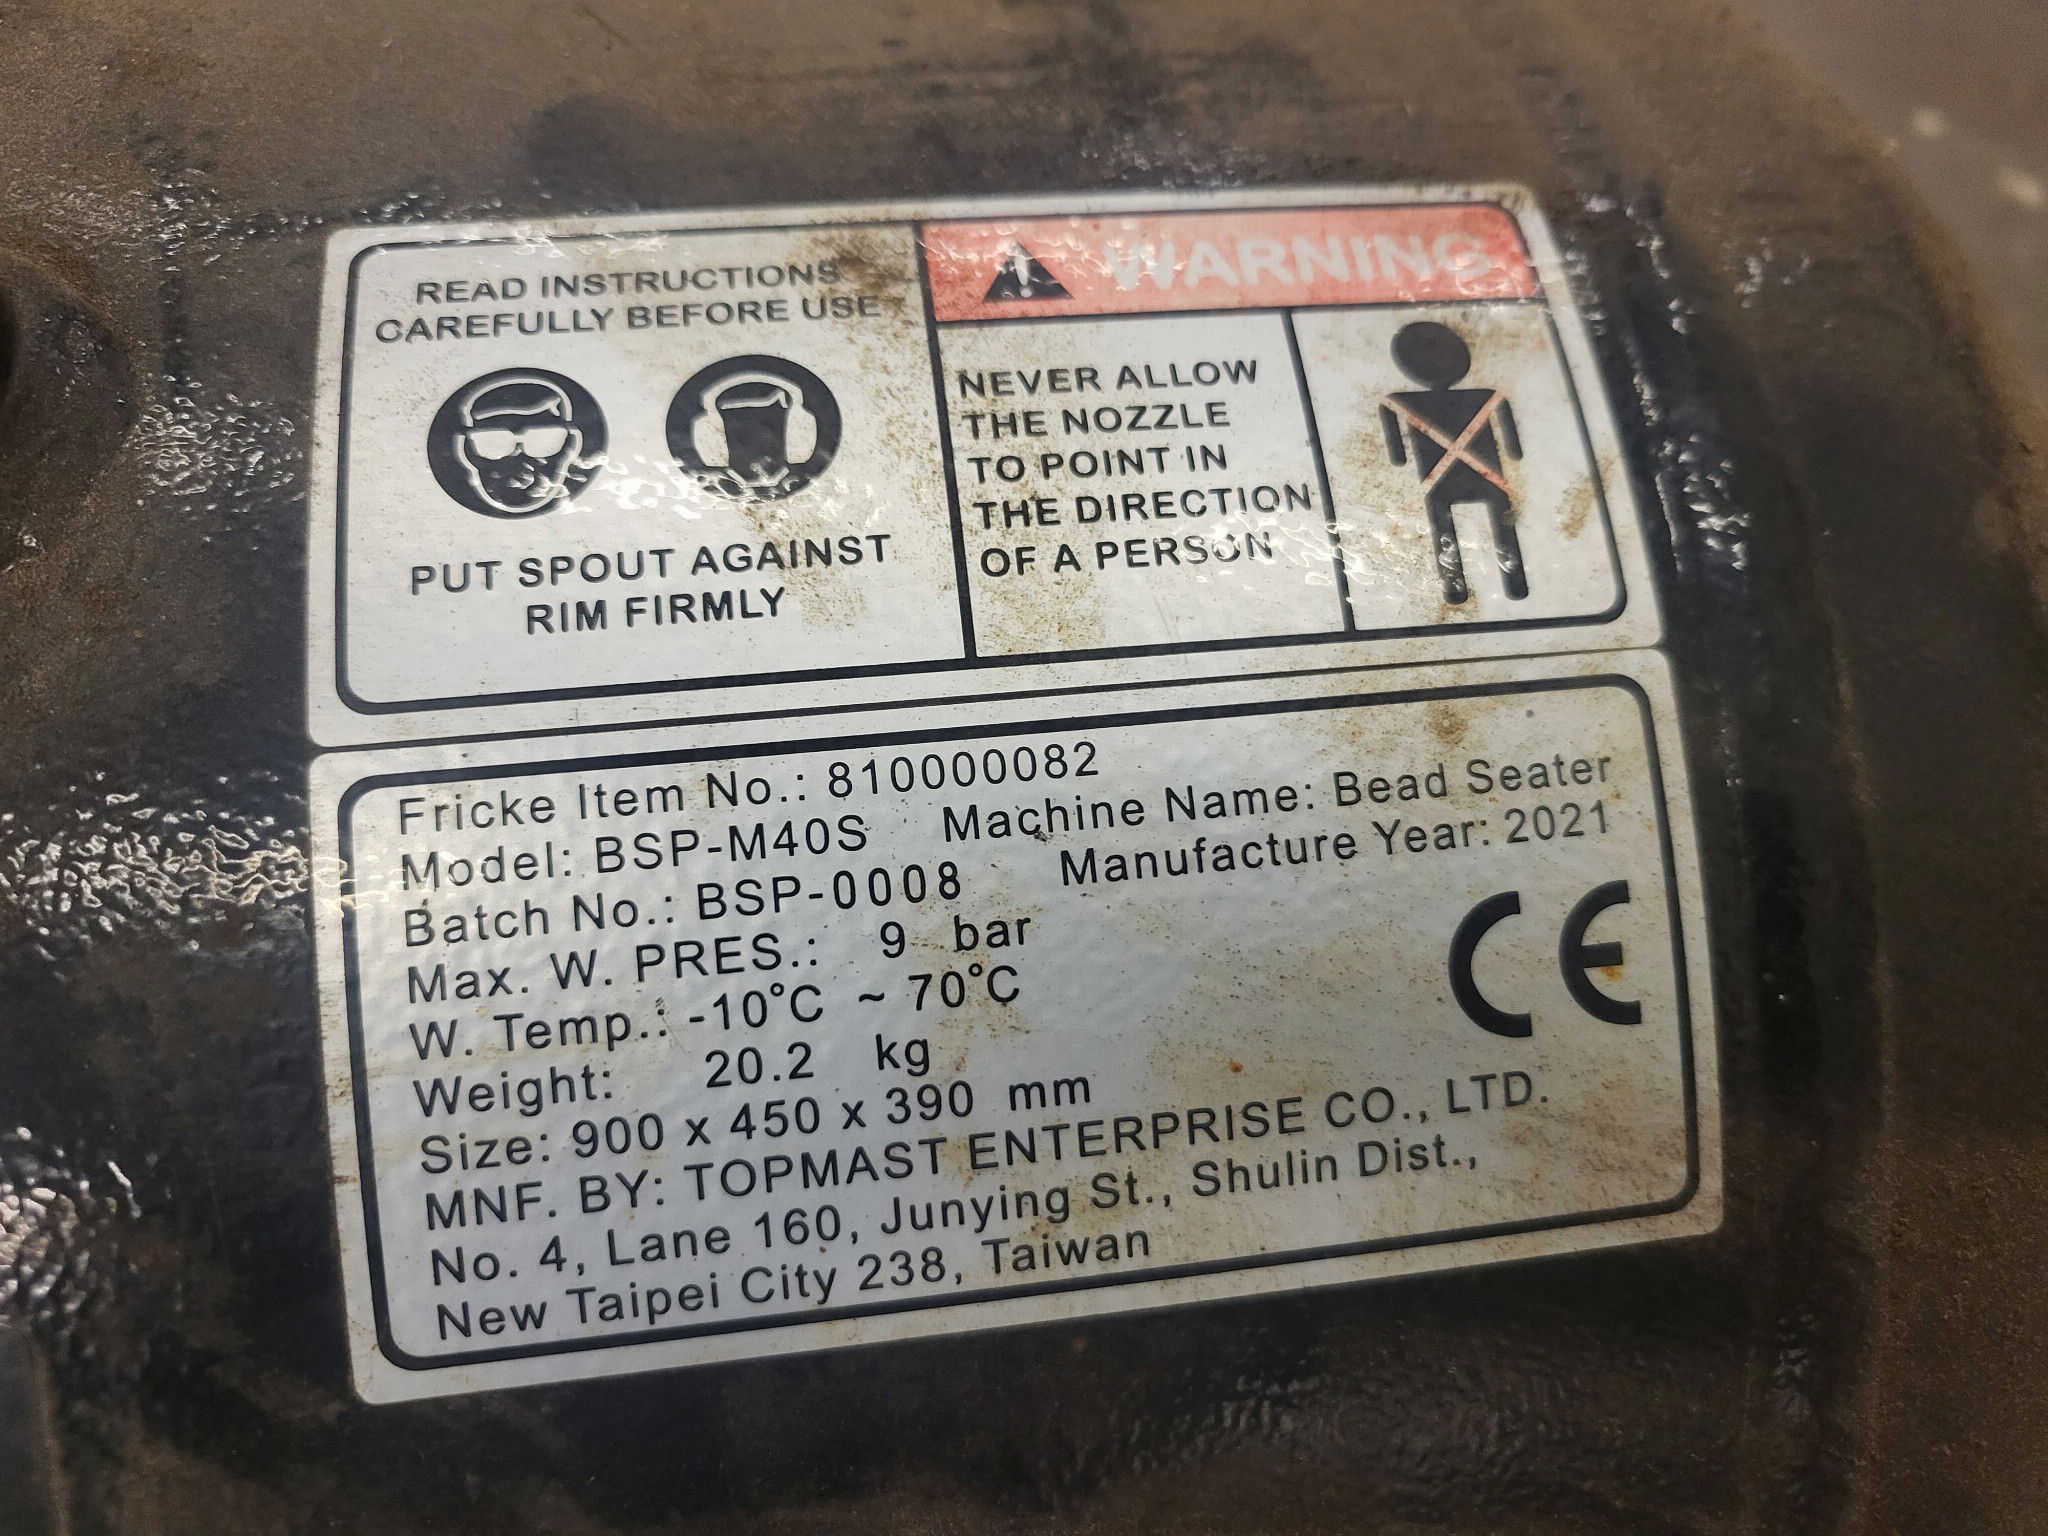 READ INSTRUCTIONS
CAREFULLY BEFORE USE
PUT SPOUT AGAINST
RIM FIRMLY
WARNING
NEVER ALLOW
THE NOZZLE
TO POINT IN
THE DIRECTION
OF A PERSON
Fricke Item No.: 810000082
Model: BSP-M40S Machine Name: Bead Seater
Batch No.: BSP-0008 Manufacture Year: 2021
Max. W. PRES.: 9 bar
W. Temp.: -10°C ~ 70°C
Weight: 20.2 kg
Size: 900 x 450 x 390 mm
MNF. BY: TOPMAST ENTERPRISE CO., LTD.
No. 4, Lane 160, Junying St., Shulin Dist.,
New Taipei City 238, Taiwan
CE